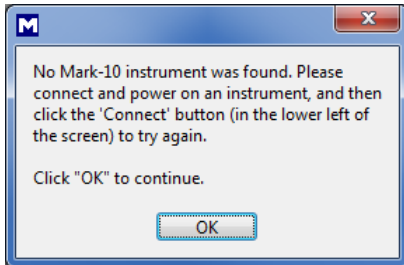 M
No Mark-10 instrument was found. Please
connect and power on an instrument, and then
click the 'Connect' button (in the lower left of
the screen) to try again.
Click "OK" to continue.
OK